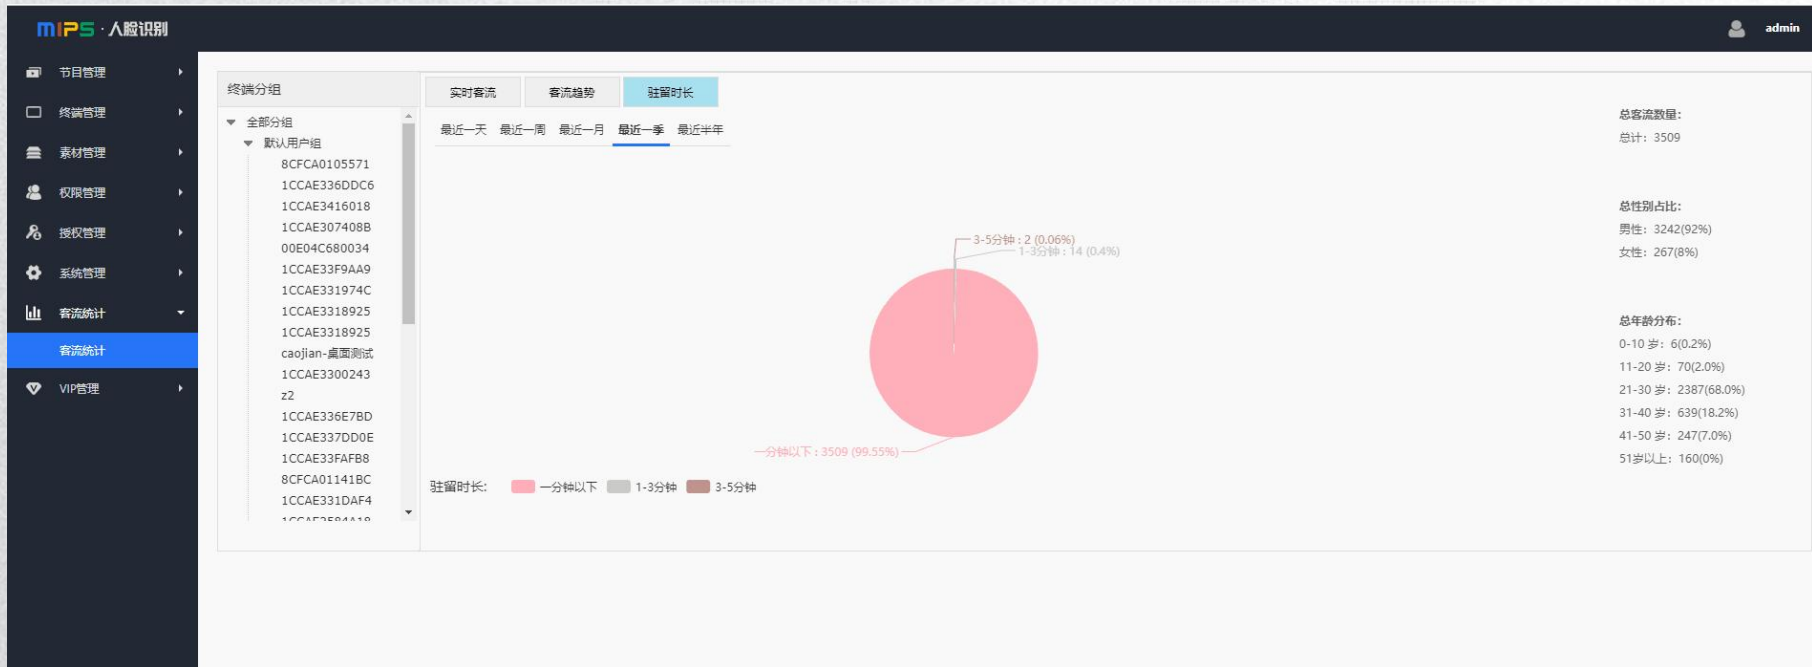 MIPS · 人脸识别
admin
节目管理
终端管理
素材管理
权限管理
授权管理
系统管理
客流统计
客流统计
VIP管理
终端分组
全部分组
默认用户组
8CFCA0105571
1CCAE336DDC6
1CCAE3416018
1CCAE307408B
00E04C680034
1CCAE33F9AA9
1CCAE331974C
1CCAE3318925
1CCAE3318925
caojian-桌面测试
1CCAE3300243
z2
1CCAE336E7BD
1CCAE337DD0E
1CCAE33FAFB8
8CFCA01141BC
1CCAE331DAF4
实时客流 客流趋势 驻留时长
最近一天 最近一周 最近一月 最近一季 最近半年
3-5分钟 : 2 (0.06%)
1-3分钟 : 14 (0.4%)
一分钟以下 : 3509 (99.55%)
驻留时长: 一分钟以下 1-3分钟 3-5分钟
总客流数量:
总计: 3509
总性别占比:
男性: 3242(92%)
女性: 267(8%)
总年龄分布:
0-10 岁: 6(0.2%)
11-20 岁: 70(2.0%)
21-30 岁: 2387(68.0%)
31-40 岁: 639(18.2%)
41-50 岁: 247(7.0%)
51岁以上: 160(0%)